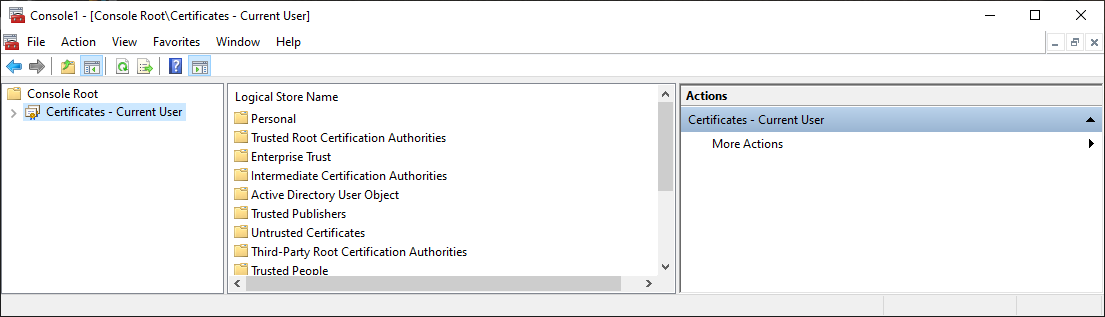 Console1 - [Console Root\Certificates - Current User]
File Action View Favorites Window Help
Console Root
Certificates - Current User
Logical Store Name
Personal
Trusted Root Certification Authorities
Enterprise Trust
Intermediate Certification Authorities
Active Directory User Object
Trusted Publishers
Untrusted Certificates
Third-Party Root Certification Authorities
Trusted People
Actions
Certificates - Current User
More Actions